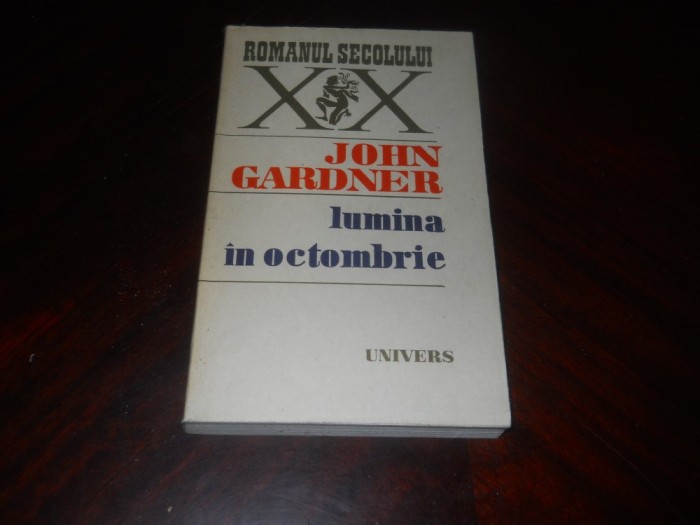 ROMANUL SECOLULUI
XX
JOHN
GARDNER
lumina
în octombrie
UNIVERS